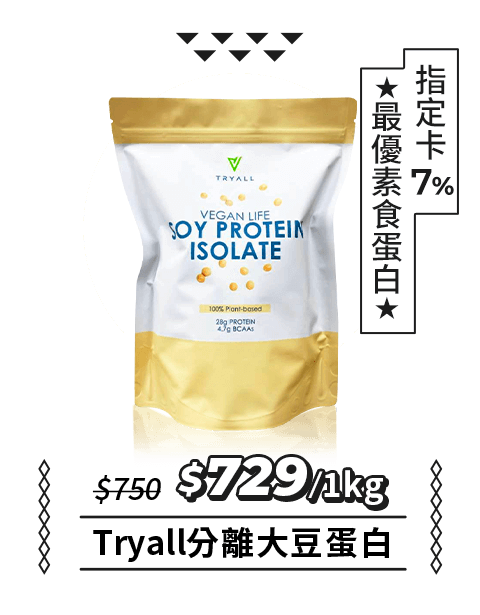 指定卡7%
★最優素食蛋白★
TRYALL
VEGAN LIFE
SOY PROTEIN
ISOLATE
100% Plant-based
28g PROTEIN
4.7g BCAAs
$750 $729/1kg
Tryall分離大豆蛋白